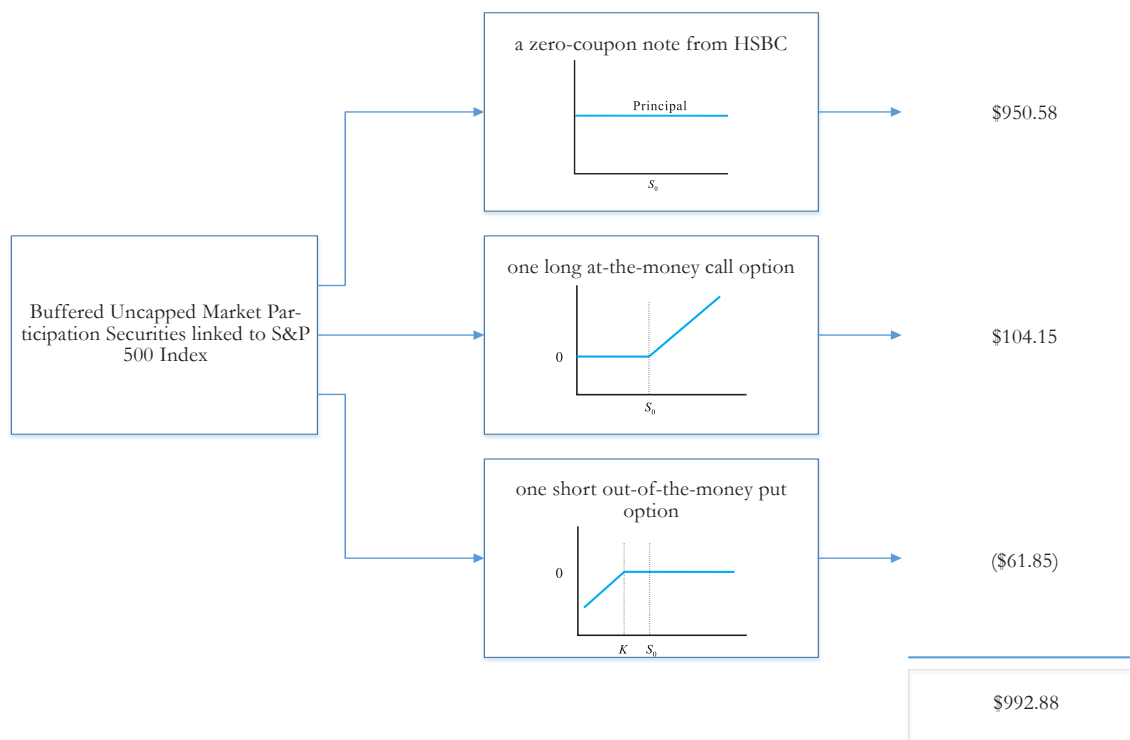 a zero-coupon note from HSBC
Principal
S₀
$950.58
Buffered Uncapped Market Par-
ticipation Securities linked to S&P
500 Index
one long at-the-money call option
0
S₀
$104.15
one short out-of-the-money put
option
0
K S₀
($61.85)
$992.88